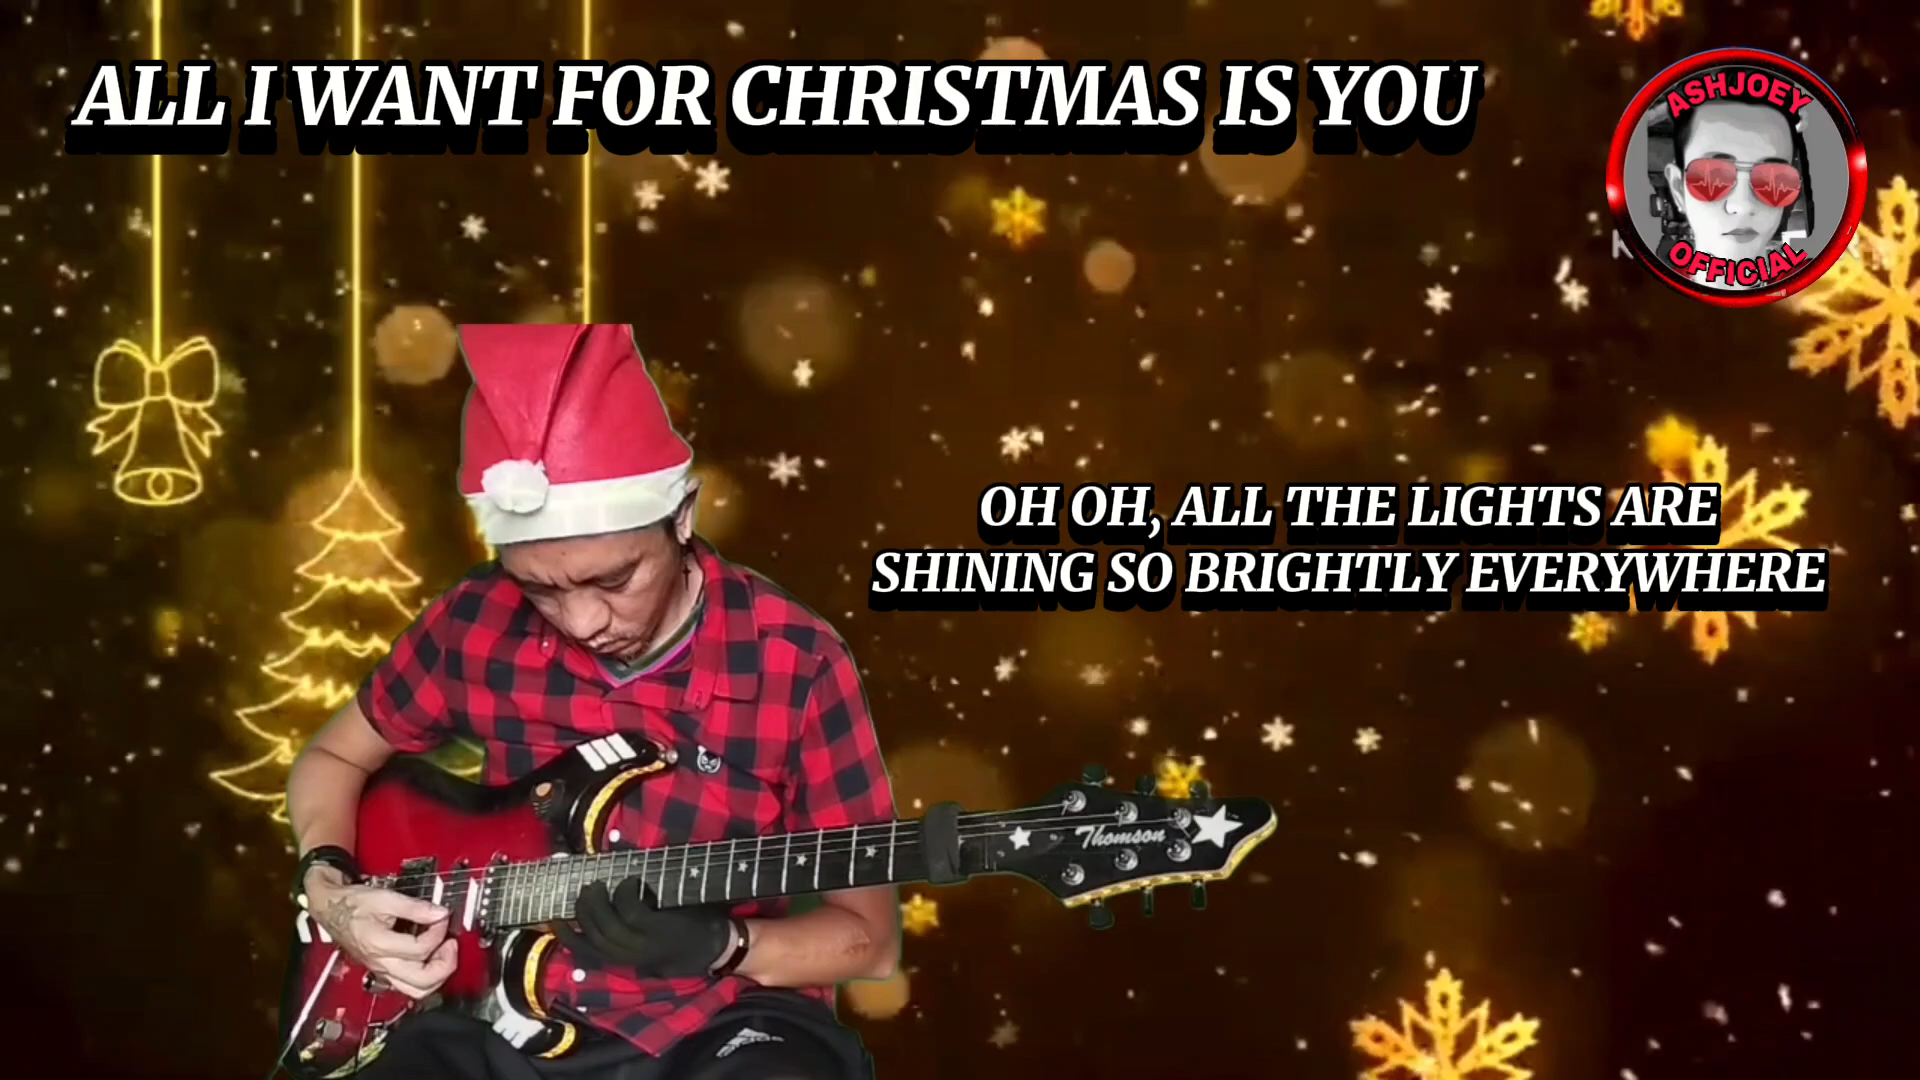 ALL I WANT FOR CHRISTMAS IS YOU
ASHJOEY
OFFICIAL
OH OH, ALL THE LIGHTS ARE
SHINING SO BRIGHTLY EVERYWHERE
Thomson